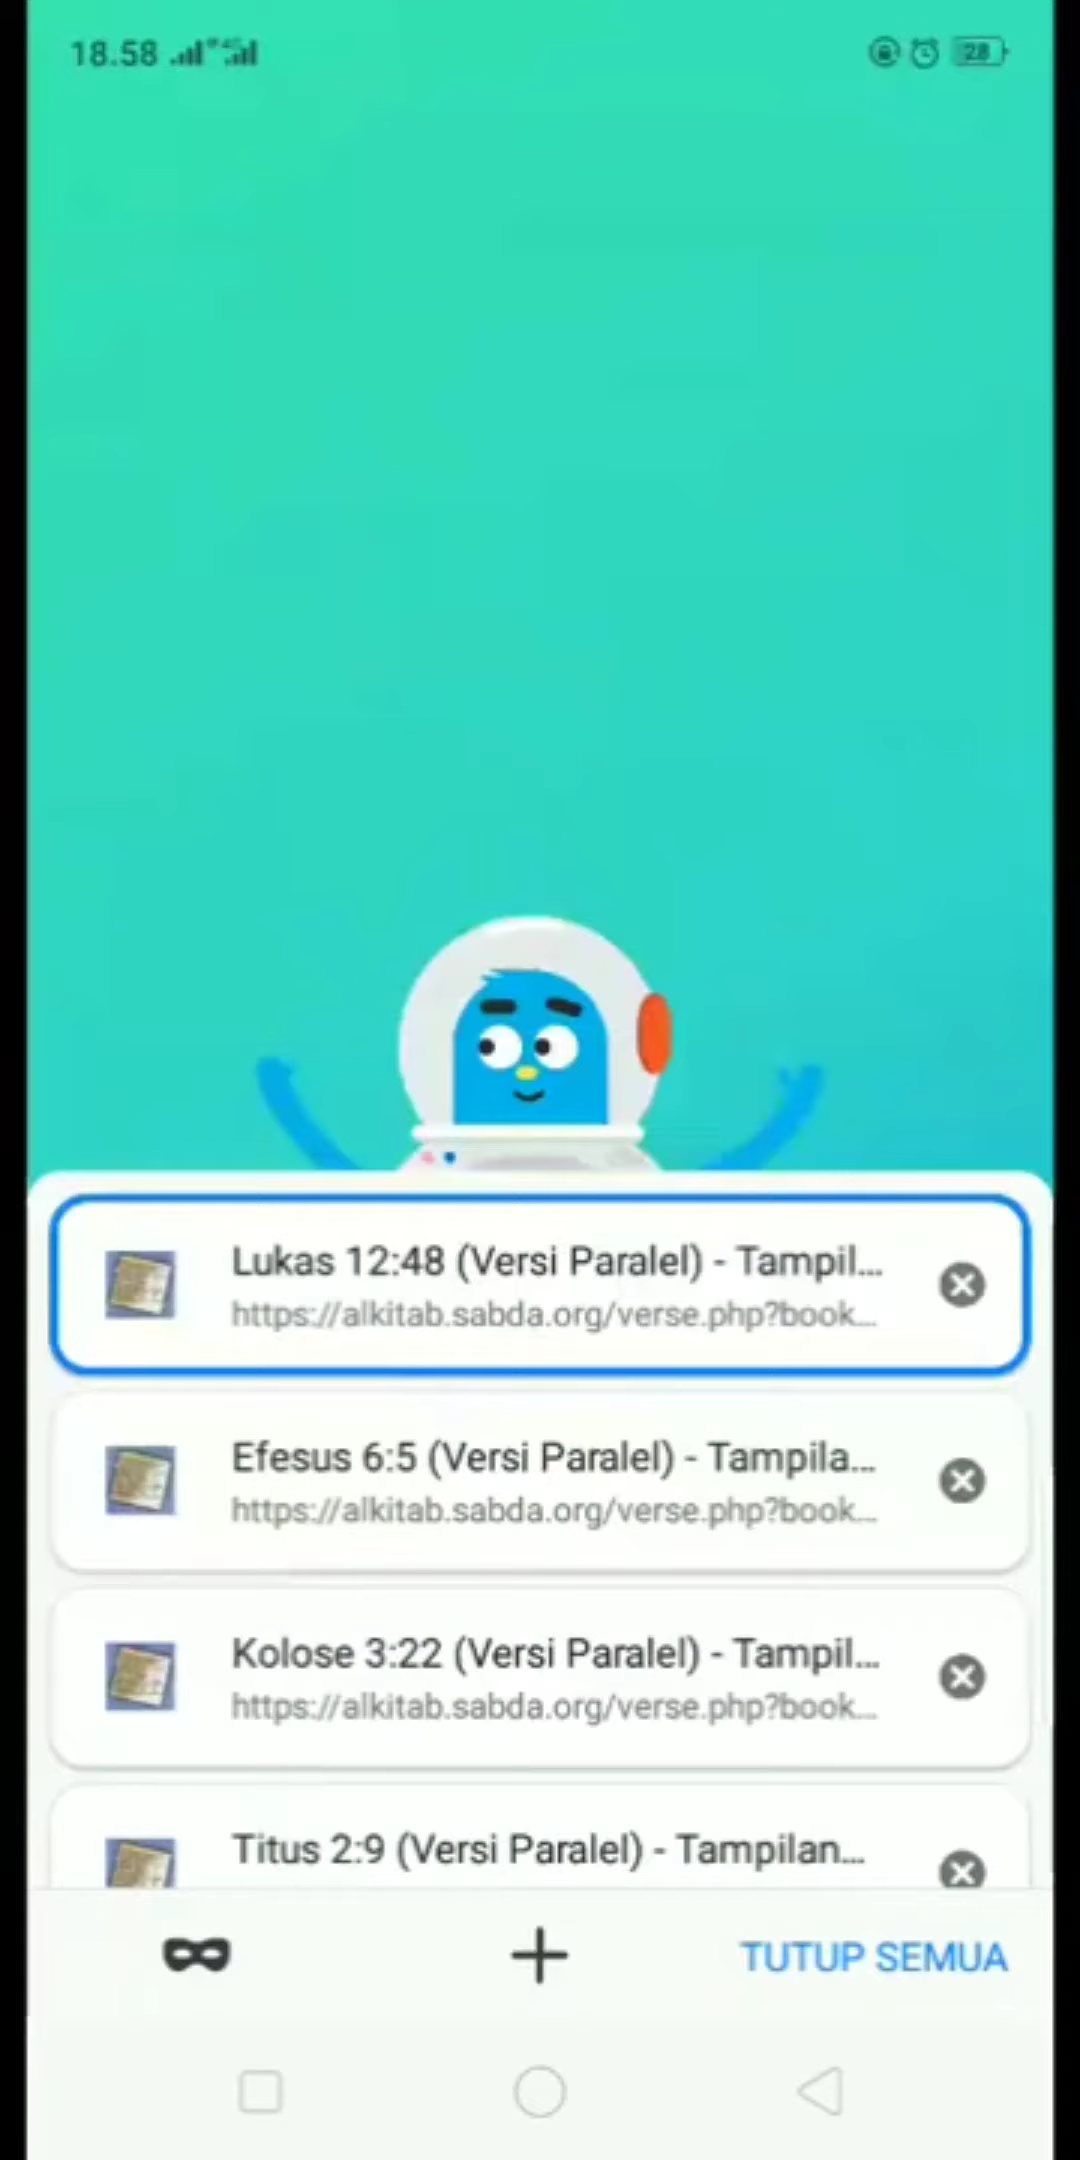 18.58
28
Lukas 12:48 (Versi Paralel) - Tampil...
https://alkitab.sabda.org/verse.php?book...
Efesus 6:5 (Versi Paralel) - Tampila...
https://alkitab.sabda.org/verse.php?book...
Kolose 3:22 (Versi Paralel) - Tampil...
https://alkitab.sabda.org/verse.php?book...
Titus 2:9 (Versi Paralel) - Tampilan...
TUTUP SEMUA